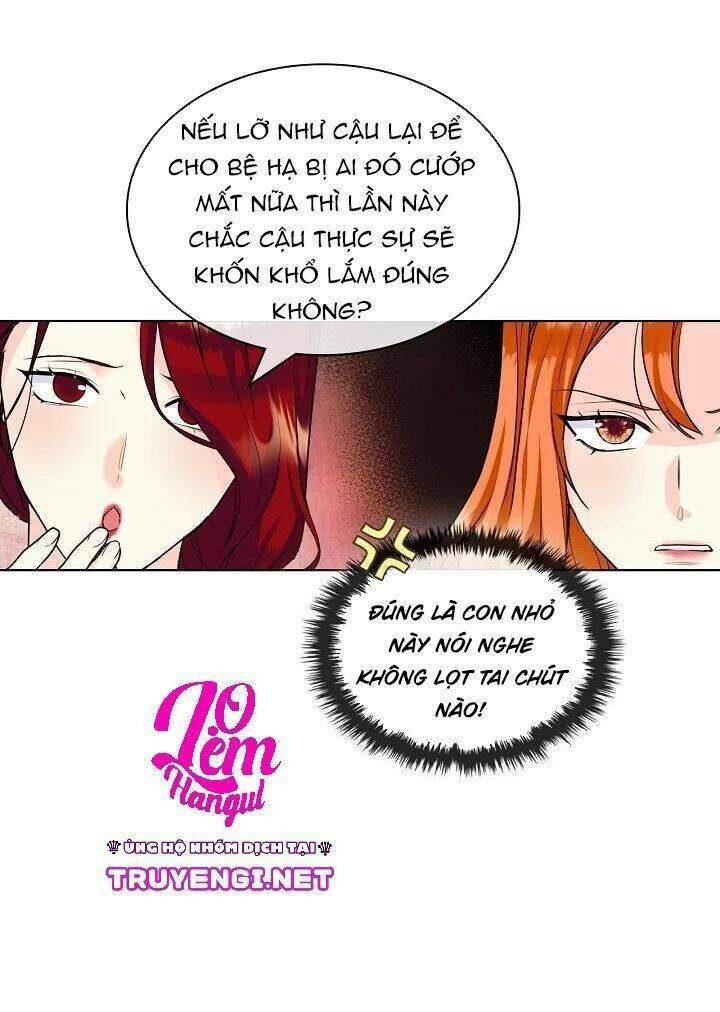 NẾU LỠ NHƯ CẬU LẠI ĐỂ
CHO BỆ HẠ BỊ AI ĐÓ CƯỚP
MẤT NỮA THÌ LẦN NÀY
CHẮC CẬU THỰC SỰ SẼ
KHỐN KHỔ LẮM ĐÚNG
KHÔNG?
ĐÚNG LÀ CON NHỎ
NÀY NÓI NGHE
KHÔNG LỌT TAI CHÚT
NÀO!
LO
LEM
Hangul
ỦNG HỘ NHÓM DỊCH TẠI
TRUYENGI.NET